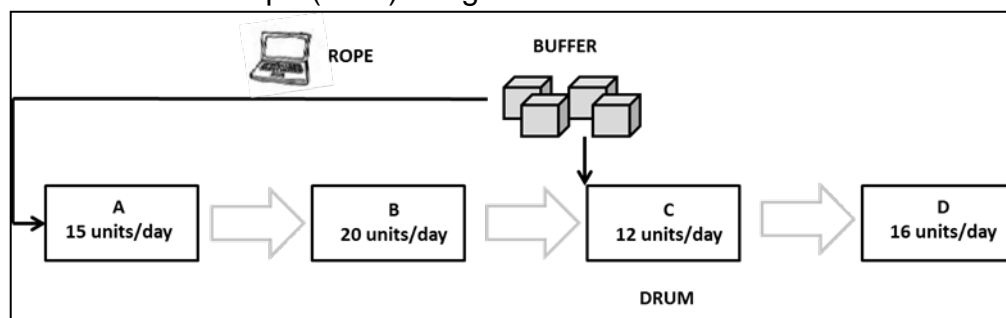 ROPE
BUFFER
A
15 units/day
B
20 units/day
C
12 units/day
D
16 units/day
DRUM